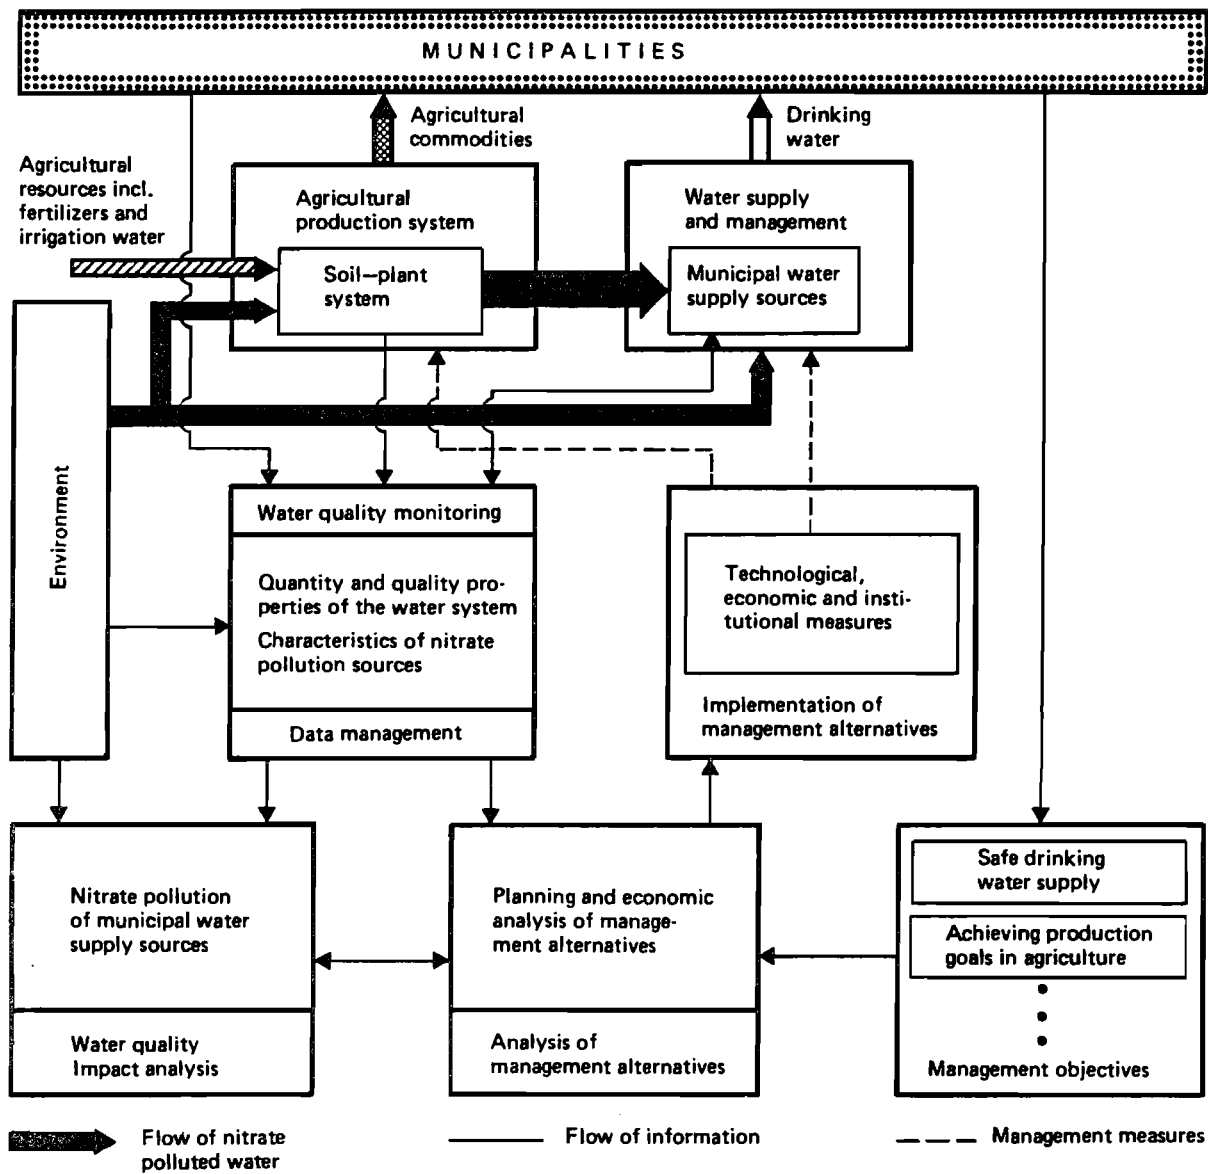 MUNICIPALITIES
Agricultural
commodities
Drinking
water
Agricultural
resources incl.
fertilizers and
irrigation water
Agricultural
production system
Soil—plant
system
Water supply
and management
Municipal water
supply sources
Environment
Water quality monitoring
Quantity and quality pro-
perties of the water system
Characteristics of nitrate
pollution sources
Data management
Technological,
economic and insti-
tutional measures
Implementation of
management alternatives
Nitrate pollution
of municipal water
supply sources
Water quality
Impact analysis
Planning and economic
analysis of manage-
ment alternatives
Analysis of
management alternatives
Safe drinking
water supply
Achieving production
goals in agriculture
Management objectives
Flow of nitrate
polluted water
Flow of information
Management measures